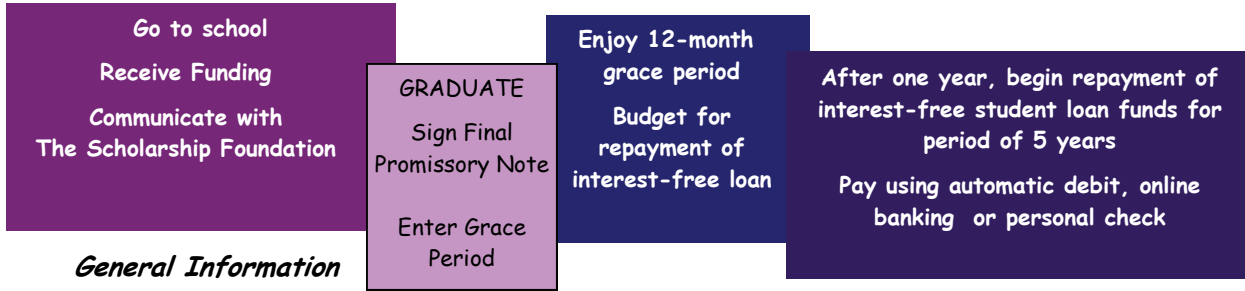 Go to school
Receive Funding
Communicate with
The Scholarship Foundation
GRADUATE
Sign Final
Promissory Note
Enter Grace
Period
Enjoy 12-month
grace period
Budget for
repayment of
interest-free loan
After one year, begin repayment of
interest-free student loan funds for
period of 5 years
Pay using automatic debit, online
banking or personal check
General Information